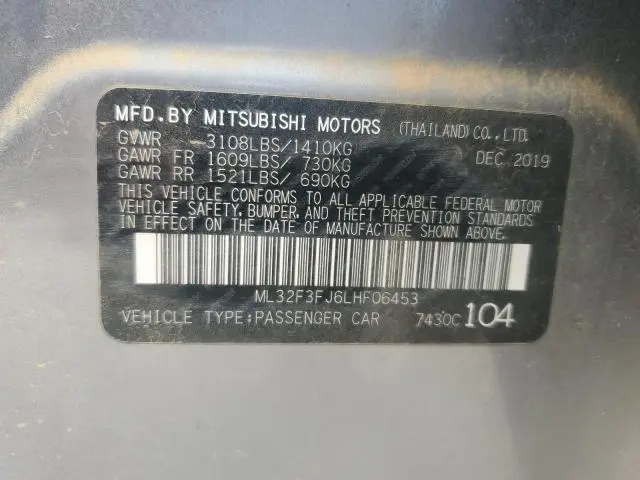 MFD.BY MITSUBISHI MOTORS (THAILAND) CO., LTD.
GVWR 3108LBS/1410KG DEC. 2019
GAWR FR 1609LBS/ 730KG
GAWR RR 1521LBS/ 690KG
THIS VEHICLE CONFORMS TO ALL APPLICABLE FEDERAL MOTOR
VEHICLE SAFETY, BUMPER, AND THEFT PREVENTION STANDARDS
IN EFFECT ON THE DATE OF MANUFACTURE SHOWN ABOVE.
ML32F3FJ6LHF06453
VEHICLE TYPE:PASSENGER CAR 7430C 104